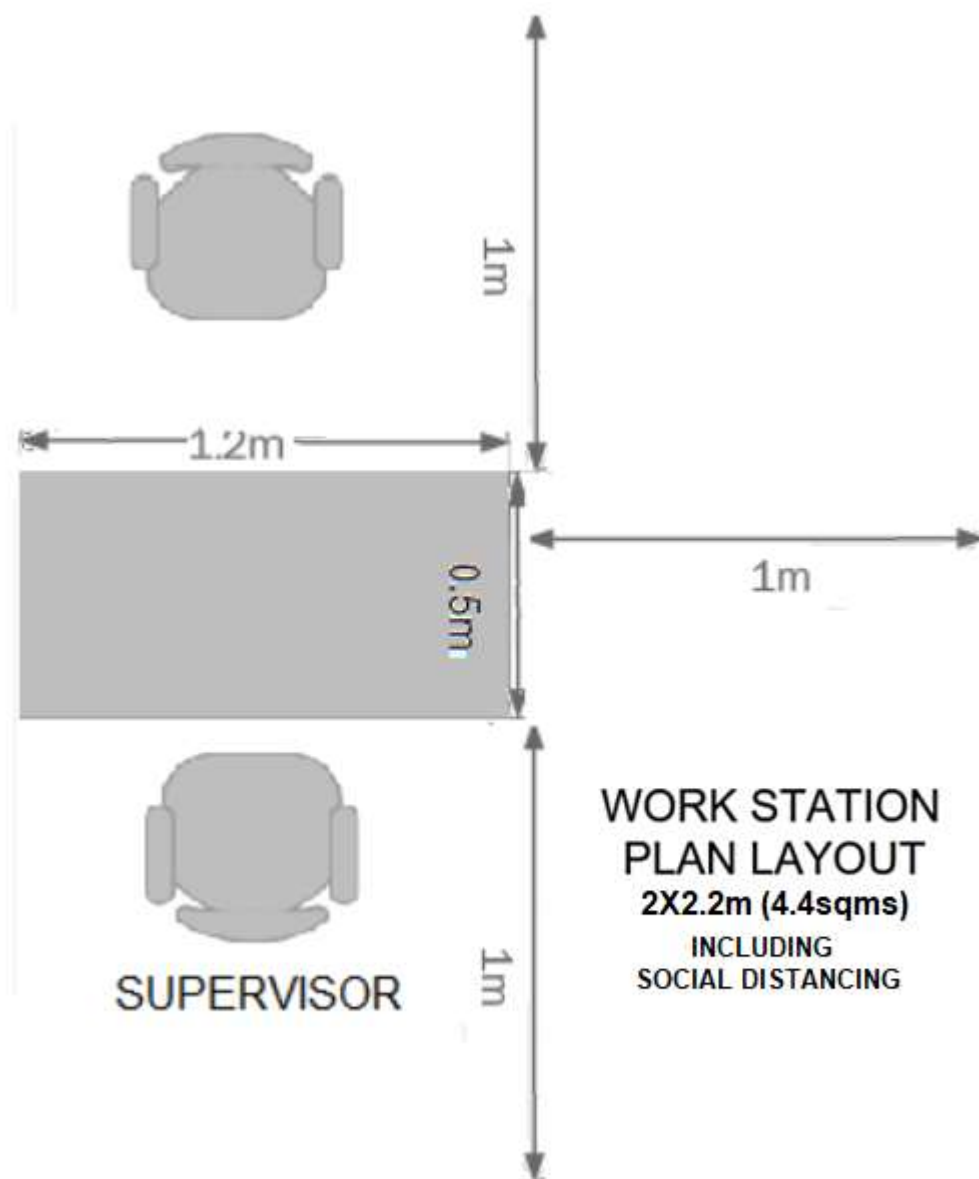 1m
1.2m
0.5m
1m
WORK STATION
PLAN LAYOUT
2X2.2m (4.4sqms)
INCLUDING
SOCIAL DISTANCING
1m
SUPERVISOR